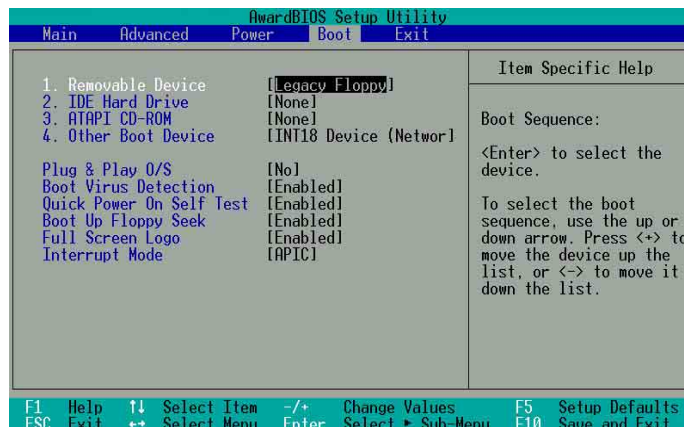 AwardBIOS Setup Utility
Main Advanced Power Boot Exit
1. Removable Device [Legacy Floppy]
2. IDE Hard Drive [None]
3. ATAPI CD-ROM [None]
4. Other Boot Device [INT18 Device (Networ]
Plug & Play O/S [No]
Boot Virus Detection [Enabled]
Quick Power On Self Test [Enabled]
Boot Up Floppy Seek [Enabled]
Full Screen Logo [Enabled]
Interrupt Mode [APIC]
Item Specific Help
Boot Sequence:
<Enter> to select the
device.
To select the boot
sequence, use the up or
down arrow. Press <+> to
move the device up the
list, or <-> to move it
down the list.
F1 Help ↑↓ Select Item -/+ Change Values F5 Setup Defaults
ESC Exit ←→ Select Menu Enter Select ► Sub-Menu F10 Save and Exit